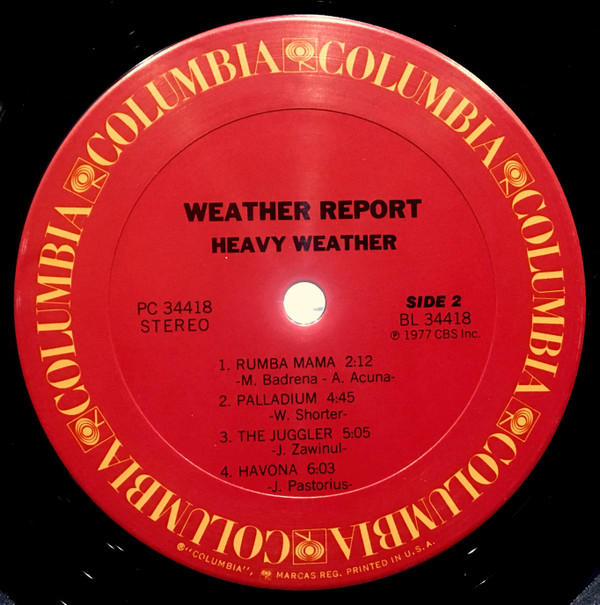 COLUMBIA COLUMBIA COLUMBIA COLUMBIA COLUMBIA COLUMBIA
WEATHER REPORT
HEAVY WEATHER
PC 34418
STEREO
SIDE 2
BL 34418
℗ 1977 CBS Inc.
1. RUMBA MAMA 2:12
-M. Badrena - A. Acuna-
2. PALLADIUM 4:45
-W. Shorter-
3. THE JUGGLER 5:05
-J. Zawinul-
4. HAVONA 6:03
-J. Pastorius-
®"COLUMBIA", MARCAS REG. PRINTED IN U.S.A.